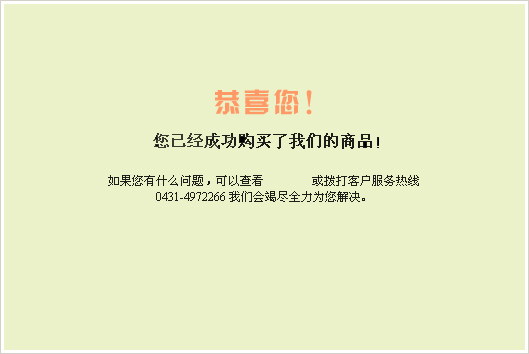 恭喜您！
您已经成功购买了我们的商品！
如果您有什么问题，可以查看 或拨打客户服务热线
0431-4972266 我们会竭尽全力为您解决。